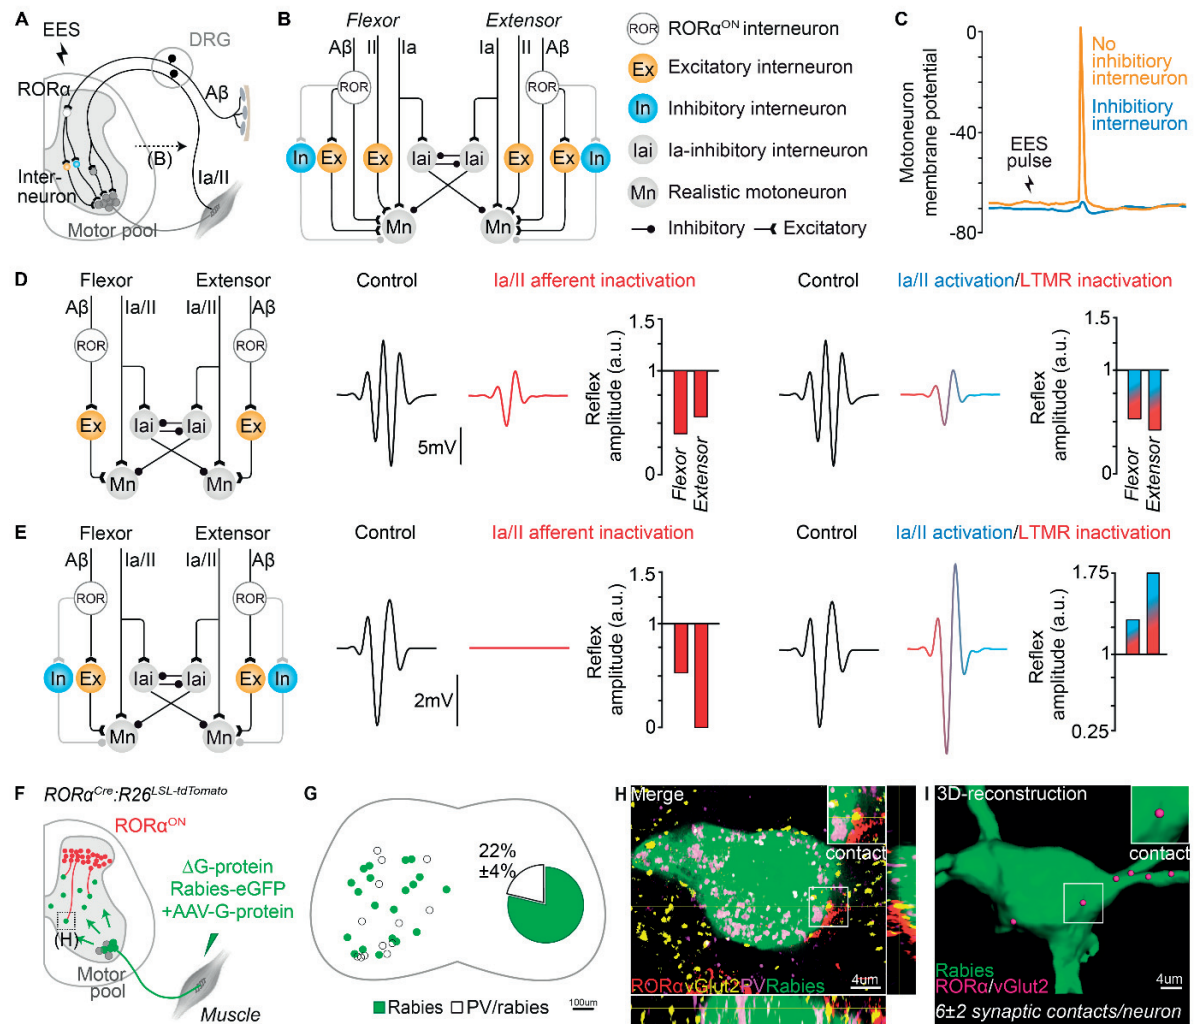 A
EES
DRG
RORα
Aβ
(B)
Inter-
neuron
Ia/II
Motor pool
B
Flexor
Extensor
Aβ II Ia
Ia II Aβ
ROR
ROR
In Ex Ex Iai Iai Ex Ex In
Mn Mn
ROR RORα^ON interneuron
Ex Excitatory interneuron
In Inhibitory interneuron
Iai Ia-inhibitory interneuron
Mn Realistic motoneuron
Inhibitory Excitatory
C
Motoneuron
membrane potential
0
-40
-80
EES
pulse
No
inhibitiory
interneuron
Inhibitiory
interneuron
D
Flexor Extensor
Aβ Ia/II Ia/II Aβ
ROR ROR
Ex Iai Iai Ex
Mn Mn
Control
Ia/II afferent inactivation
5mV
Reflex
amplitude (a.u.)
1.5
1
0
Flexor
Extensor
Control
Ia/II activation/LTMR inactivation
Reflex
amplitude (a.u.)
1.5
1
0
Flexor
Extensor
E
Flexor Extensor
Aβ Ia/II Ia/II Aβ
ROR ROR
In Ex Iai Iai Ex In
Mn Mn
Control
Ia/II afferent inactivation
2mV
Reflex
amplitude (a.u.)
1.5
1
0
Control
Ia/II activation/LTMR inactivation
Reflex
amplitude (a.u.)
1.75
1
0.25
F
RORα^Cre:R26^LSL-tdTomato
RORα^ON
ΔG-protein
Rabies-eGFP
+AAV-G-protein
(H)
Motor
pool
Muscle
G
22%
±4%
Rabies PV/rabies
100um
H
Merge
contact
4um
RORαvGlut2PVRabies
I
3D-reconstruction
contact
Rabies
RORα/vGlut2
4um
6±2 synaptic contacts/neuron